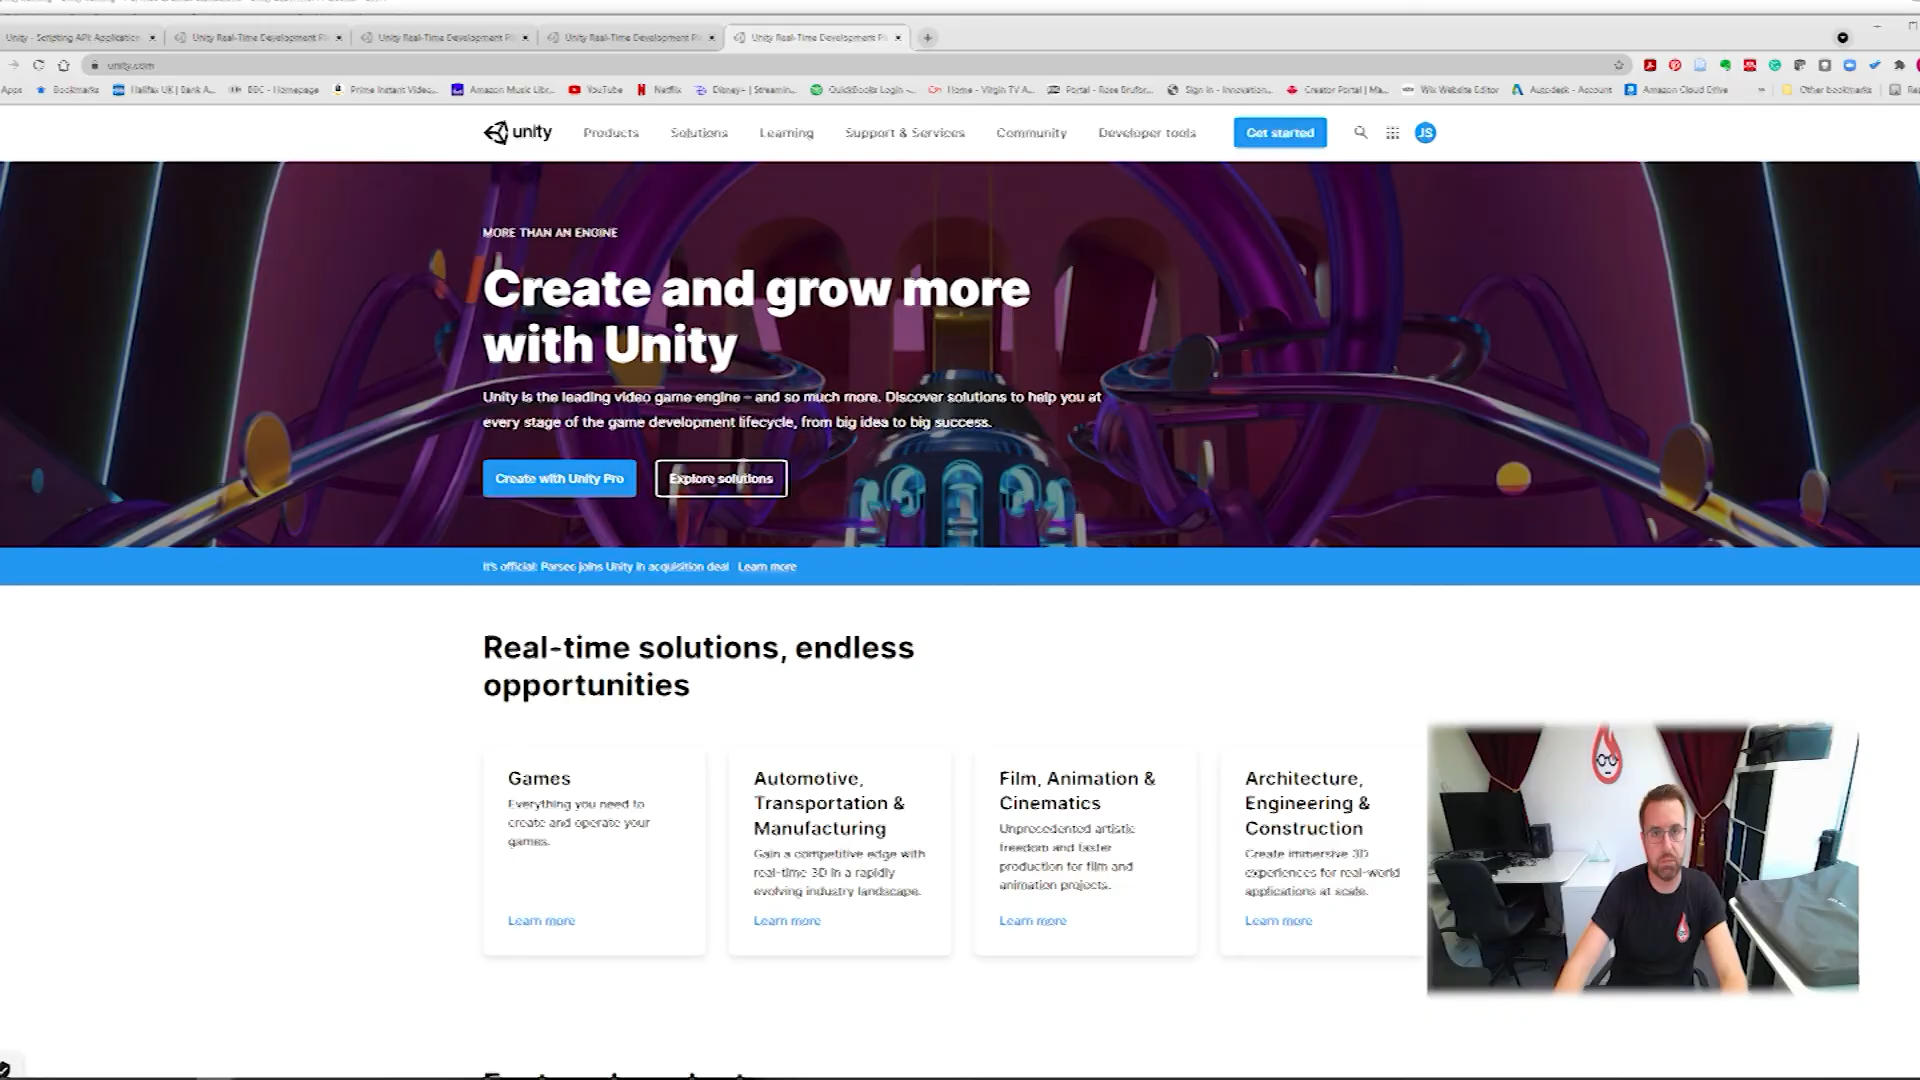 Unity - Scripting API: Application
Unity Real-Time Development Pl
Unity Real-Time Development Pl
Unity Real-Time Development Pl
Unity Real-Time Development Pl
unity.com
Apps Bookmarks Halifax UK | Bank A... BBC - Homepage Prime Instant Video... Amazon Music Libr... YouTube Netflix Disney+ | Streamin... QuickBooks Login -... Home - Virgin TV A... Portal - Rose Brufor... Sign In - Innovation... Creator Portal | Ma... Wix Website Editor Autodesk - Account Amazon Cloud Drive Other bookmarks
unity Products Solutions Learning Support & Services Community Developer tools Get started JS
MORE THAN AN ENGINE
Create and grow more
with Unity
Unity is the leading video game engine – and so much more. Discover solutions to help you at
every stage of the game development lifecycle, from big idea to big success.
Create with Unity Pro Explore solutions
It's official: Parsec joins Unity in acquisition deal Learn more
Real-time solutions, endless
opportunities
Games
Everything you need to
create and operate your
games.
Learn more
Automotive,
Transportation &
Manufacturing
Gain a competitive edge with
real-time 3D in a rapidly
evolving industry landscape.
Learn more
Film, Animation &
Cinematics
Unprecedented artistic
freedom and faster
production for film and
animation projects.
Learn more
Architecture,
Engineering &
Construction
Create immersive 3D
experiences for real-world
applications at scale.
Learn more